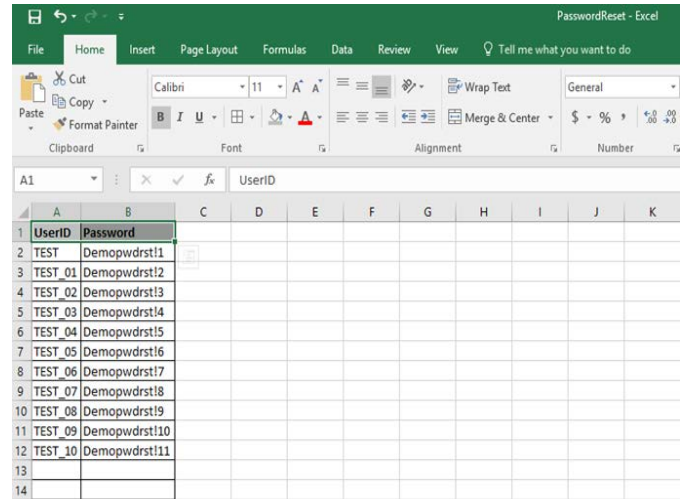 PasswordReset - Excel
File Home Insert Page Layout Formulas Data Review View Tell me what you want to do
Cut
Copy
Format Painter
Paste
Calibri 11 A A Wrap Text General
B I U A Merge & Center $ % , .0 .00 .00 .0
Clipboard Font Alignment Number
A1 fx UserID
A B C D E F G H I J K
1 UserID Password
2 TEST Demopwdrst!1
3 TEST_01 Demopwdrst!2
4 TEST_02 Demopwdrst!3
5 TEST_03 Demopwdrst!4
6 TEST_04 Demopwdrst!5
7 TEST_05 Demopwdrst!6
8 TEST_06 Demopwdrst!7
9 TEST_07 Demopwdrst!8
10 TEST_08 Demopwdrst!9
11 TEST_09 Demopwdrst!10
12 TEST_10 Demopwdrst!11
13
14